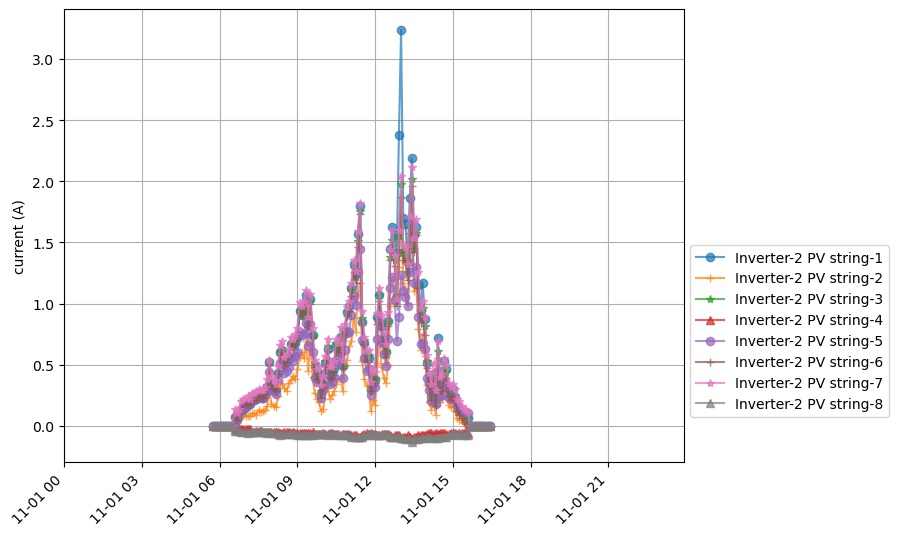 3.0
2.5
2.0
1.5
1.0
0.5
0.0
current (A)
11-01 00
11-01 03
11-01 06
11-01 09
11-01 12
11-01 15
11-01 18
11-01 21
Inverter-2 PV string-1
Inverter-2 PV string-2
Inverter-2 PV string-3
Inverter-2 PV string-4
Inverter-2 PV string-5
Inverter-2 PV string-6
Inverter-2 PV string-7
Inverter-2 PV string-8